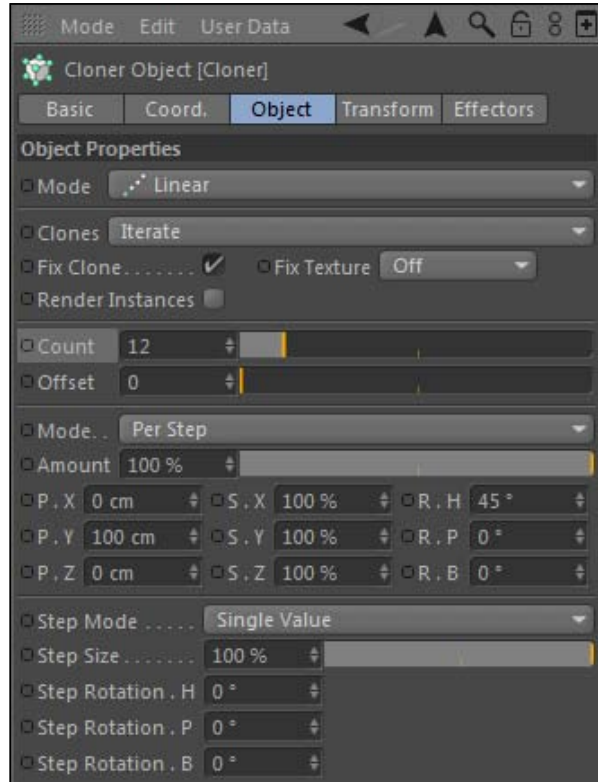 Mode Edit User Data
Cloner Object [Cloner]
Basic Coord. Object Transform Effectors
Object Properties
Mode Linear
Clones Iterate
Fix Clone....... Fix Texture Off
Render Instances
Count 12
Offset 0
Mode.. Per Step
Amount 100 %
P . X 0 cm S . X 100 % R . H 45 °
P . Y 100 cm S . Y 100 % R . P 0 °
P . Z 0 cm S . Z 100 % R . B 0 °
Step Mode ..... Single Value
Step Size....... 100 %
Step Rotation . H 0 °
Step Rotation . P 0 °
Step Rotation . B 0 °